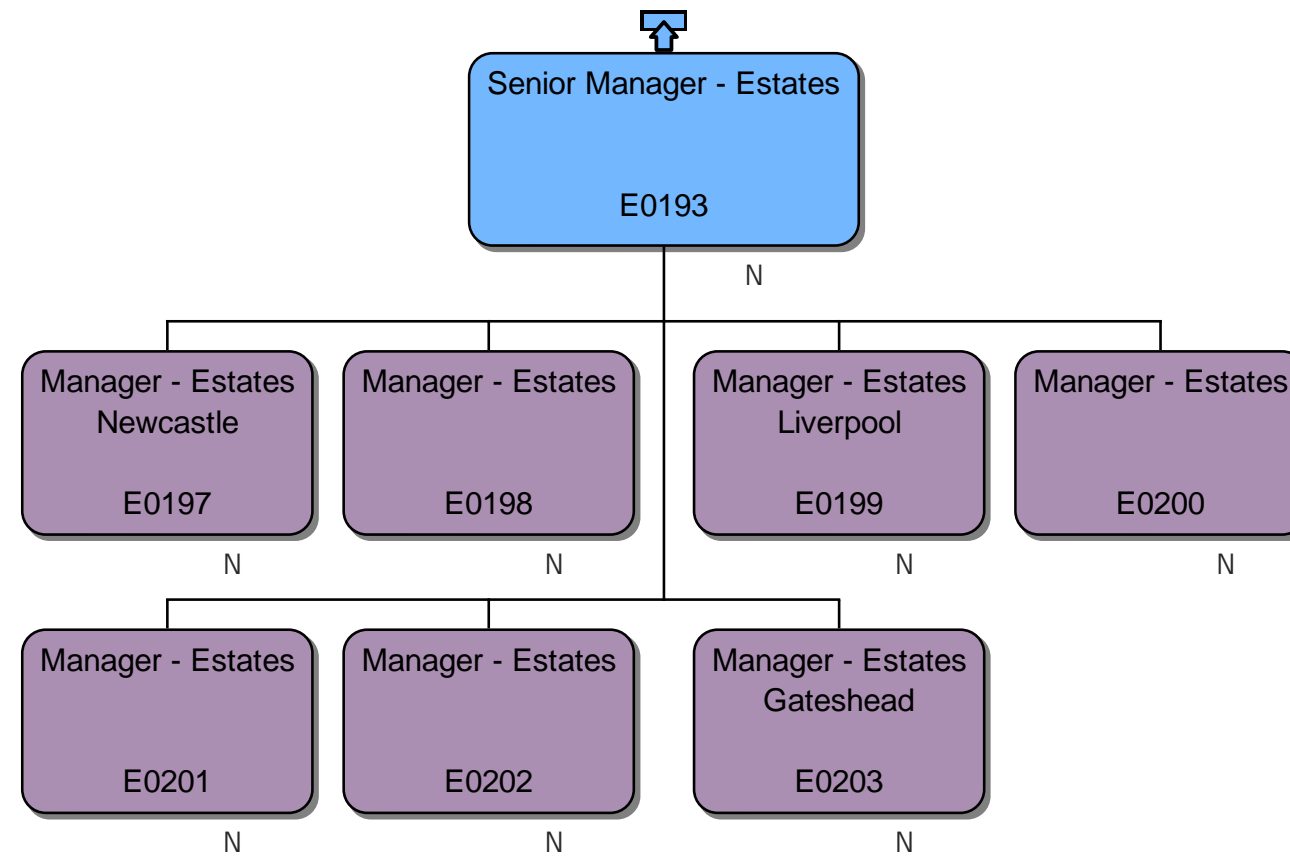 Senior Manager - Estates
E0193
N
Manager - Estates
Newcastle
E0197
N
Manager - Estates
E0198
N
Manager - Estates
Liverpool
E0199
N
Manager - Estates
E0200
N
Manager - Estates
E0201
N
Manager - Estates
E0202
N
Manager - Estates
Gateshead
E0203
N